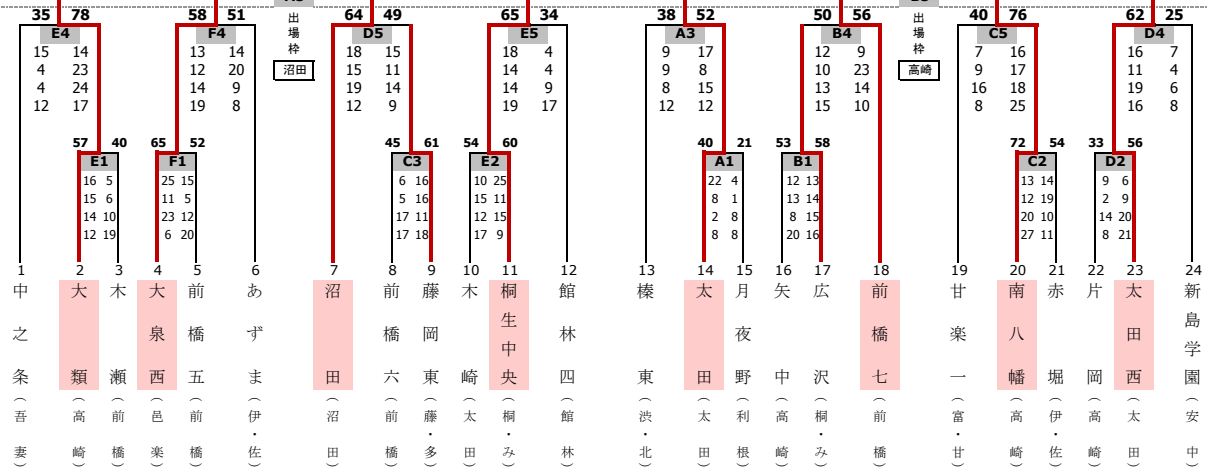 出場枠 出場枠
35 78 58 51 64 49 65 34 38 52 50 56 40 76 62 25
E4 F4 D5 E5 A3 B4 C5 D4
15 14 13 14 18 15 18 4 9 17 12 9 7 16 16 7
4 23 12 20 15 11 14 4 9 8 10 23 9 17 11 4
4 24 14 9 19 14 14 9 8 15 13 14 16 18 19 6
12 17 19 8 12 9 19 17 12 12 15 10 8 25 16 8
沼田 高崎
57 40 65 52 45 61 54 60 40 21 53 58 72 54 33 56
E1 F1 C3 E2 A1 B1 C2 D2
16 5 25 15 6 16 10 25 22 4 12 13 13 14 9 6
15 6 11 5 5 16 15 11 8 1 13 14 12 19 2 9
14 10 23 12 17 11 12 15 2 8 8 15 20 10 14 20
12 19 6 20 17 18 17 9 8 8 20 16 27 11 8 21
1 2 3 4 5 6 7 8 9 10 11 12 13 14 15 16 17 18 19 20 21 22 23 24
中之条(吾妻)
大類(高崎)
木瀬(前橋)
大泉西(邑楽)
前橋五(前橋)
あずま(伊・佐)
沼田(沼田)
前橋六(前橋)
藤岡東(藤・多)
木崎(太田)
桐生中央(桐・み)
館林四(館林)
榛東(渋・北)
太田(太田)
月夜野(利根)
矢中(高崎)
広沢(桐・み)
前橋七(前橋)
甘楽一(富・甘)
南八幡(高崎)
赤堀(伊・佐)
片岡(高崎)
太田西(太田)
新島学園(安中)